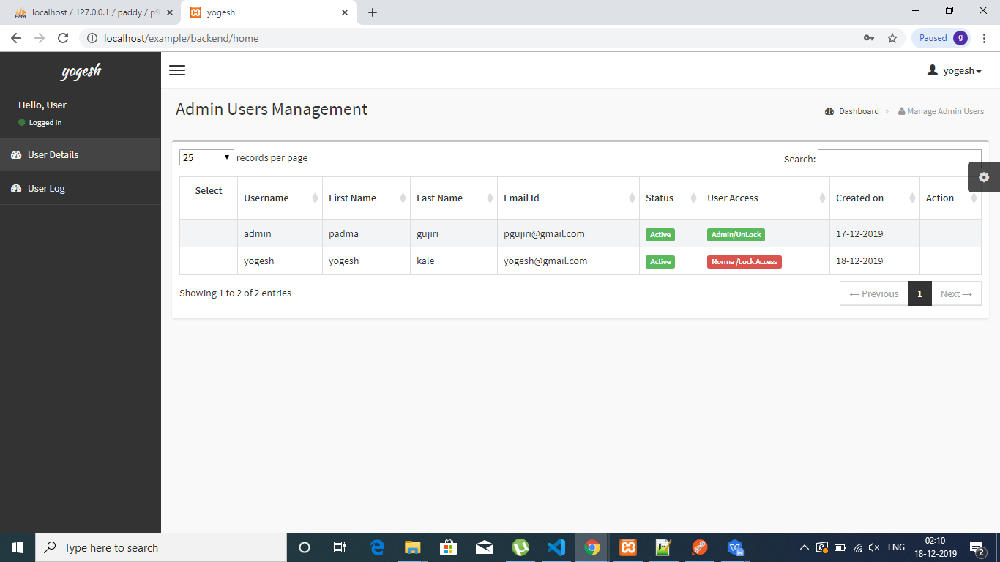 localhost / 127.0.0.1 / paddy / p9
yogesh
localhost/example/backend/home
Paused g
yogesh
yogesh
Hello, User
Logged In
User Details
User Log
Admin Users Management
Dashboard > Manage Admin Users
25 records per page
Search:
Select Username First Name Last Name Email Id Status User Access Created on Action
admin padma gujiri pgujiri@gmail.com Active Admin/UnLock 17-12-2019
yogesh yogesh kale yogesh@gmail.com Active Norma /Lock Access 18-12-2019
Showing 1 to 2 of 2 entries
← Previous 1 Next →
Type here to search
ENG
02:10
18-12-2019
2